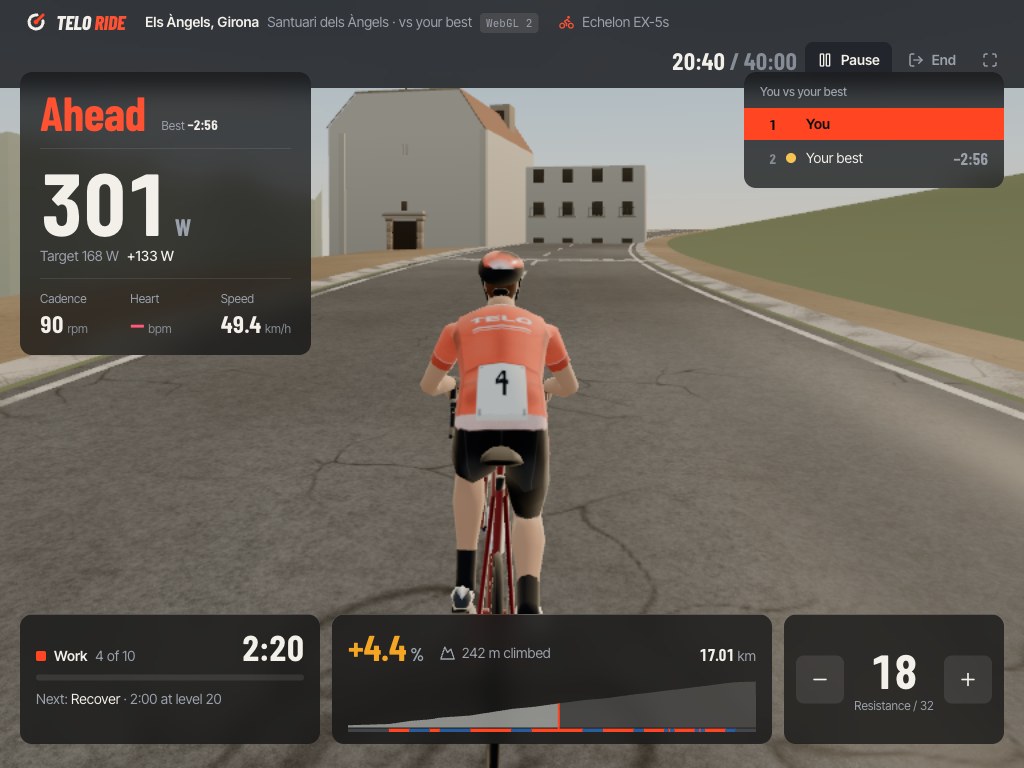 TELO RIDE Els Àngels, Girona Santuari dels Àngels · vs your best WebGL 2 Echelon EX-5s
20:40 / 40:00 Pause End
Ahead Best −2:56
301 W
Target 168 W +133 W
Cadence Heart Speed
90 rpm — bpm 49.4 km/h
You vs your best
1 You
2 Your best −2:56
TELO
4
Work 4 of 10 2:20
Next: Recover · 2:00 at level 20
+4.4 % 242 m climbed 17.01 km
− 18 +
Resistance / 32